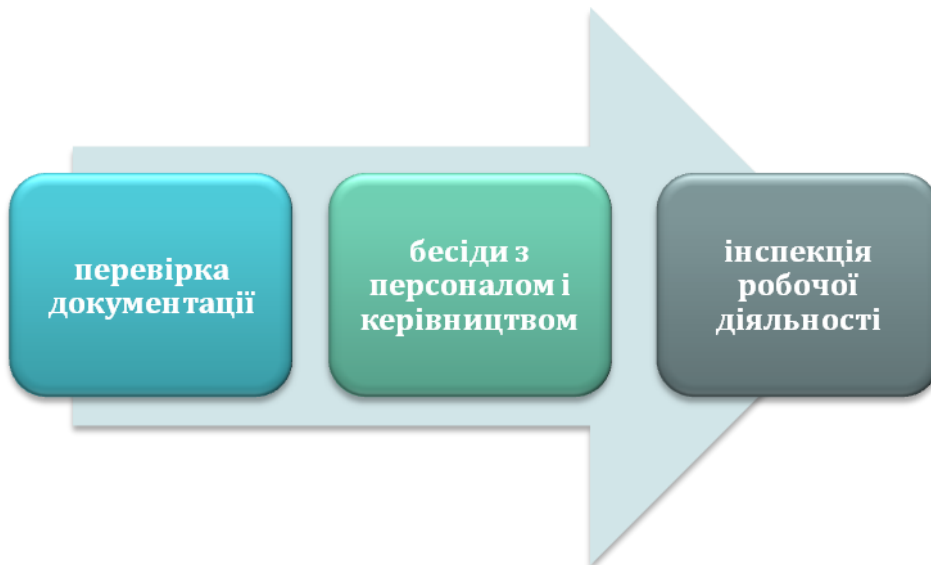 перевірка
документації
бесіди з
персоналом і
керівництвом
інспекція
робочої
діяльності